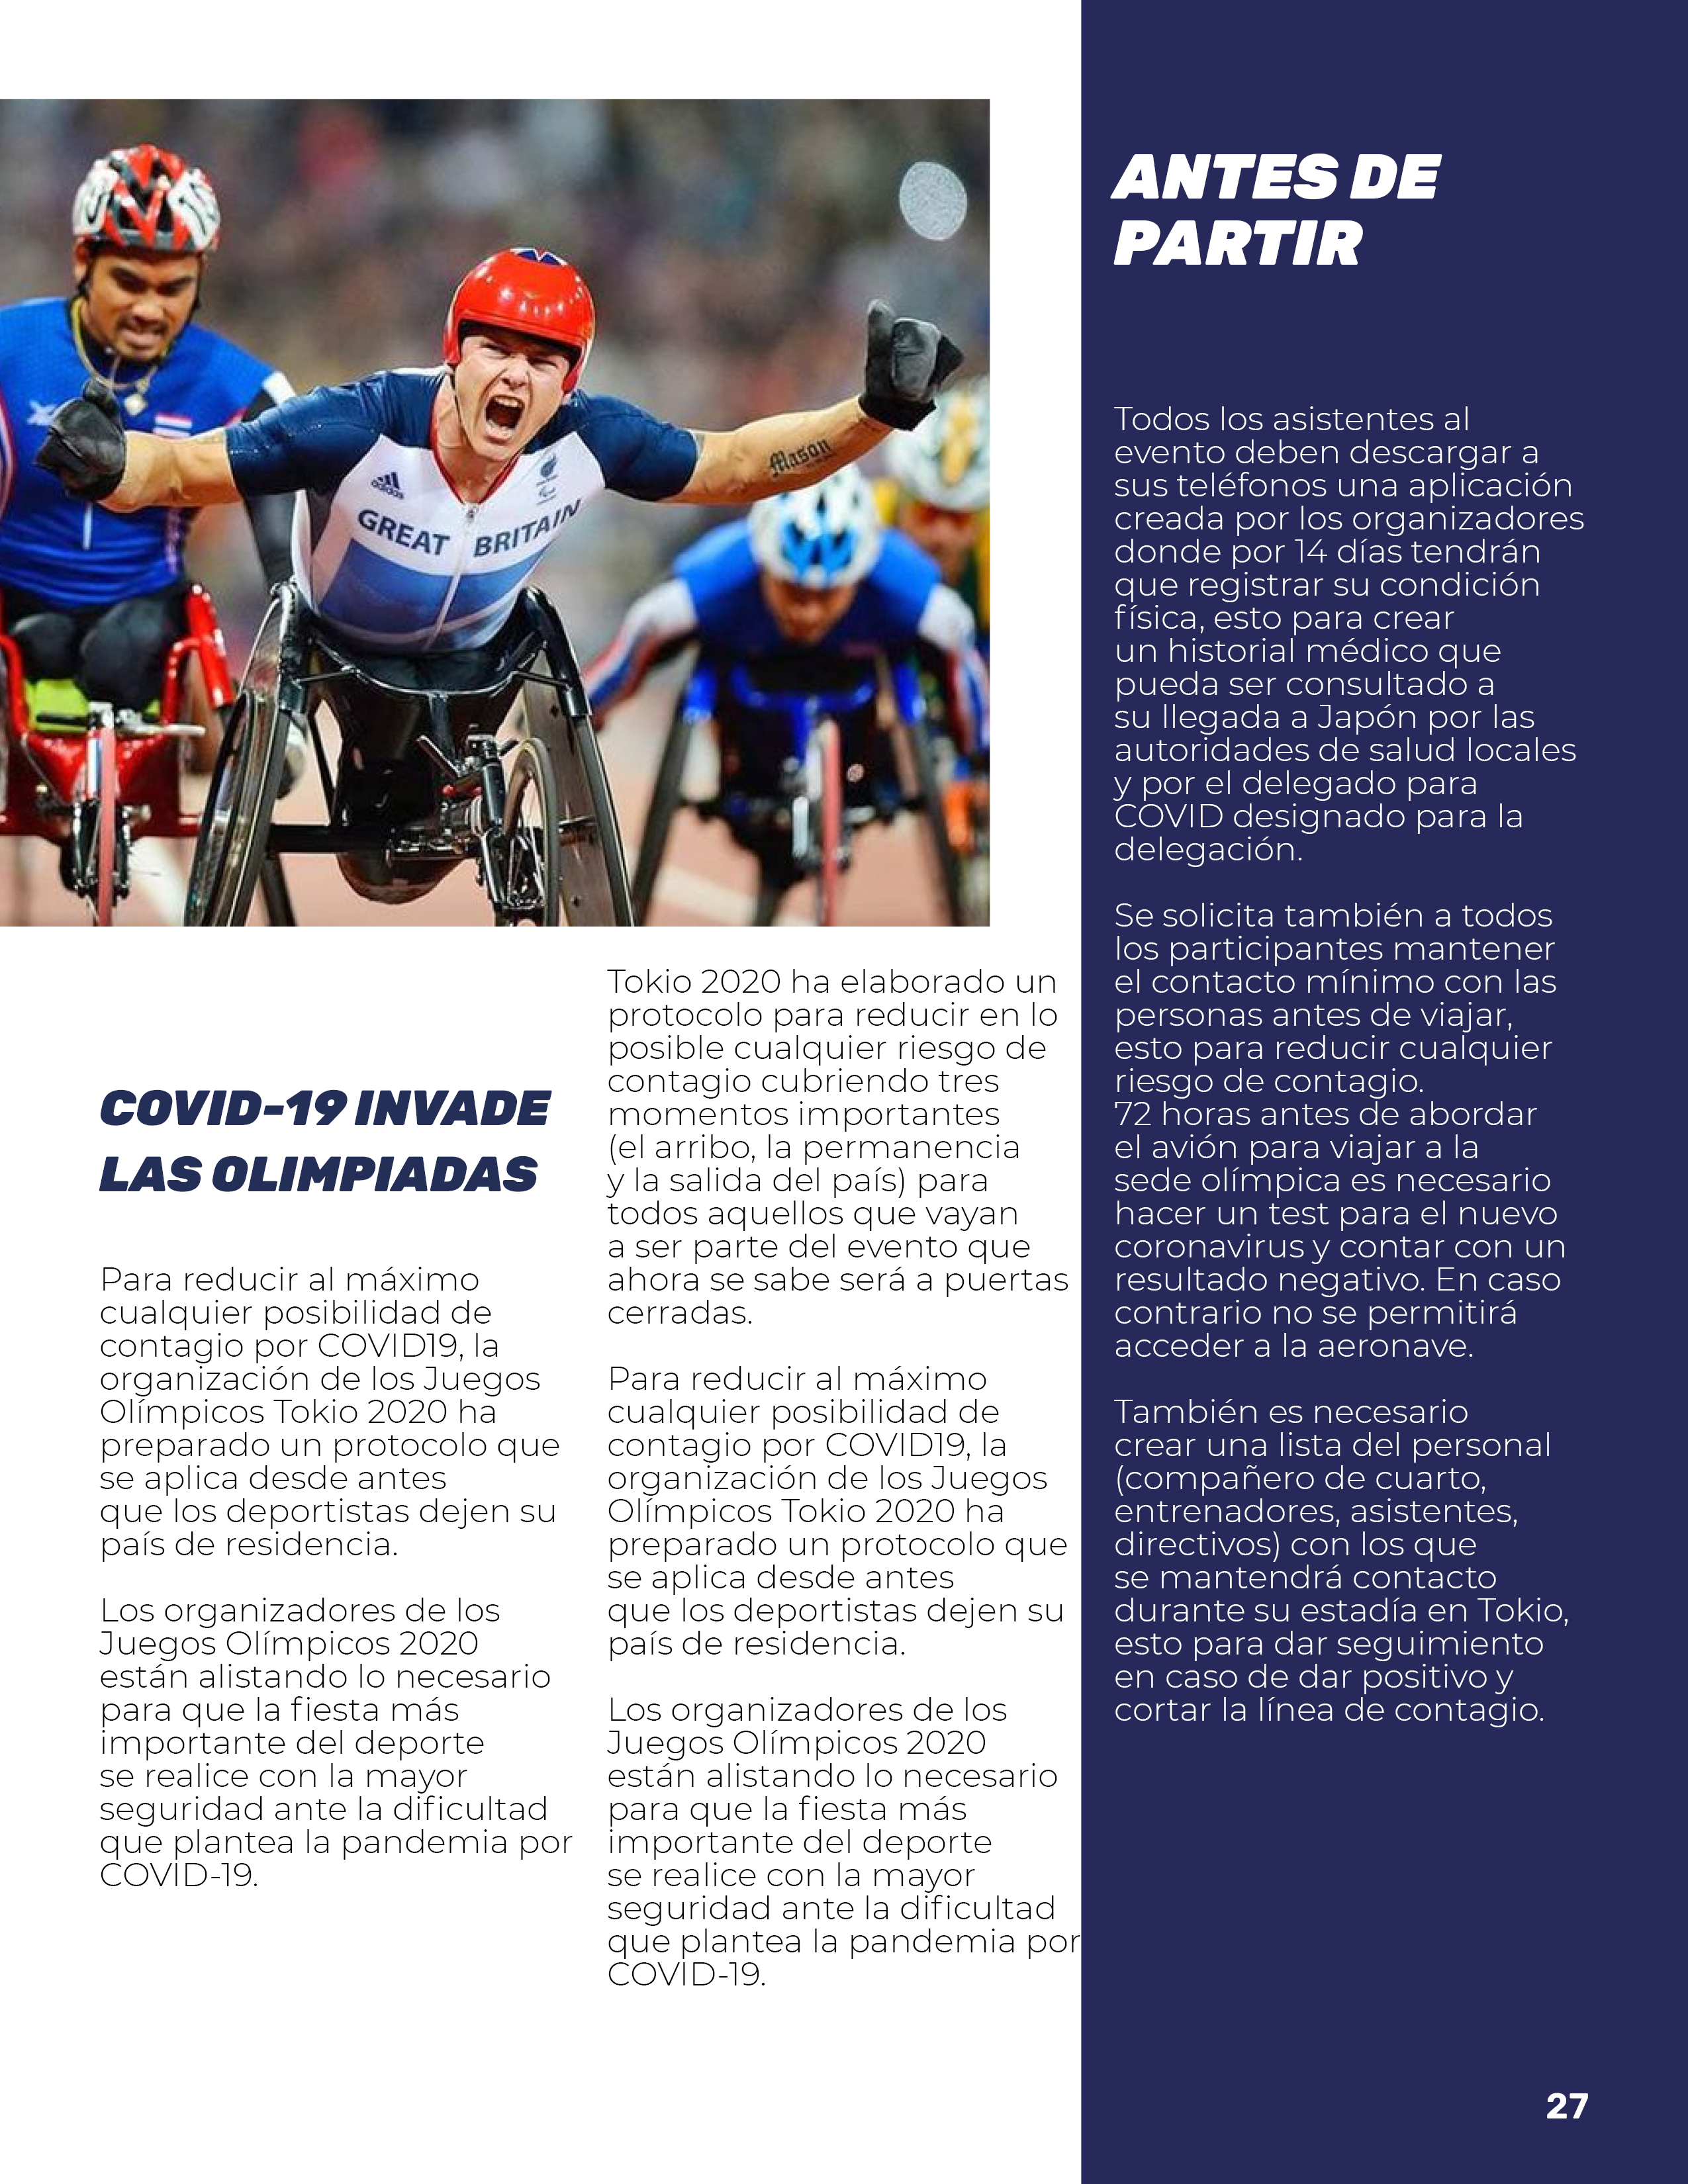 adidas
GREAT BRITAIN
Mason
COVID-19 INVADE
LAS OLIMPIADAS
Para reducir al máximo
cualquier posibilidad de
contagio por COVID19, la
organización de los Juegos
Olímpicos Tokio 2020 ha
preparado un protocolo que
se aplica desde antes
que los deportistas dejen su
país de residencia.
Los organizadores de los
Juegos Olímpicos 2020
están alistando lo necesario
para que la fiesta más
importante del deporte
se realice con la mayor
seguridad ante la dificultad
que plantea la pandemia por
COVID-19.
Tokio 2020 ha elaborado un
protocolo para reducir en lo
posible cualquier riesgo de
contagio cubriendo tres
momentos importantes
(el arribo, la permanencia
y la salida del país) para
todos aquellos que vayan
a ser parte del evento que
ahora se sabe será a puertas
cerradas.
Para reducir al máximo
cualquier posibilidad de
contagio por COVID19, la
organización de los Juegos
Olímpicos Tokio 2020 ha
preparado un protocolo que
se aplica desde antes
que los deportistas dejen su
país de residencia.
Los organizadores de los
Juegos Olímpicos 2020
están alistando lo necesario
para que la fiesta más
importante del deporte
se realice con la mayor
seguridad ante la dificultad
que plantea la pandemia por
COVID-19.
ANTES DE
PARTIR
Todos los asistentes al
evento deben descargar a
sus teléfonos una aplicación
creada por los organizadores
donde por 14 días tendrán
que registrar su condición
física, esto para crear
un historial médico que
pueda ser consultado a
su llegada a Japón por las
autoridades de salud locales
y por el delegado para
COVID designado para la
delegación.
Se solicita también a todos
los participantes mantener
el contacto mínimo con las
personas antes de viajar,
esto para reducir cualquier
riesgo de contagio.
72 horas antes de abordar
el avión para viajar a la
sede olímpica es necesario
hacer un test para el nuevo
coronavirus y contar con un
resultado negativo. En caso
contrario no se permitirá
acceder a la aeronave.
También es necesario
crear una lista del personal
(compañero de cuarto,
entrenadores, asistentes,
directivos) con los que
se mantendrá contacto
durante su estadía en Tokio,
esto para dar seguimiento
en caso de dar positivo y
cortar la línea de contagio.
27